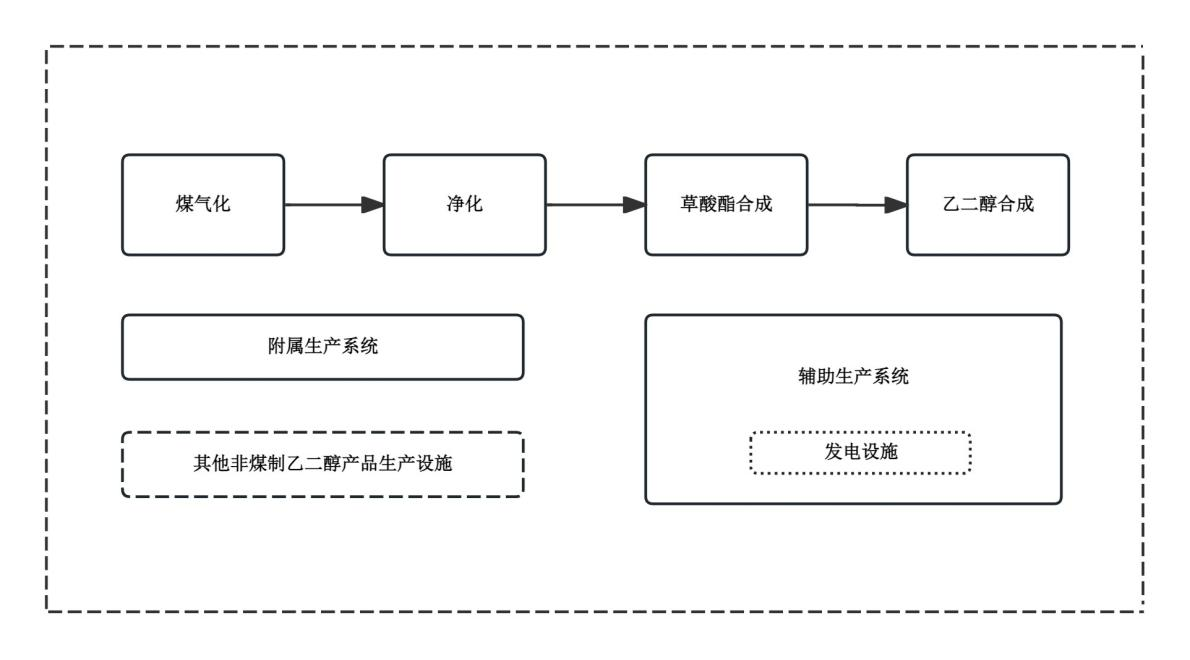 煤气化
净化
草酸酯合成
乙二醇合成
附属生产系统
辅助生产系统
其他非煤制乙二醇产品生产设施
发电设施